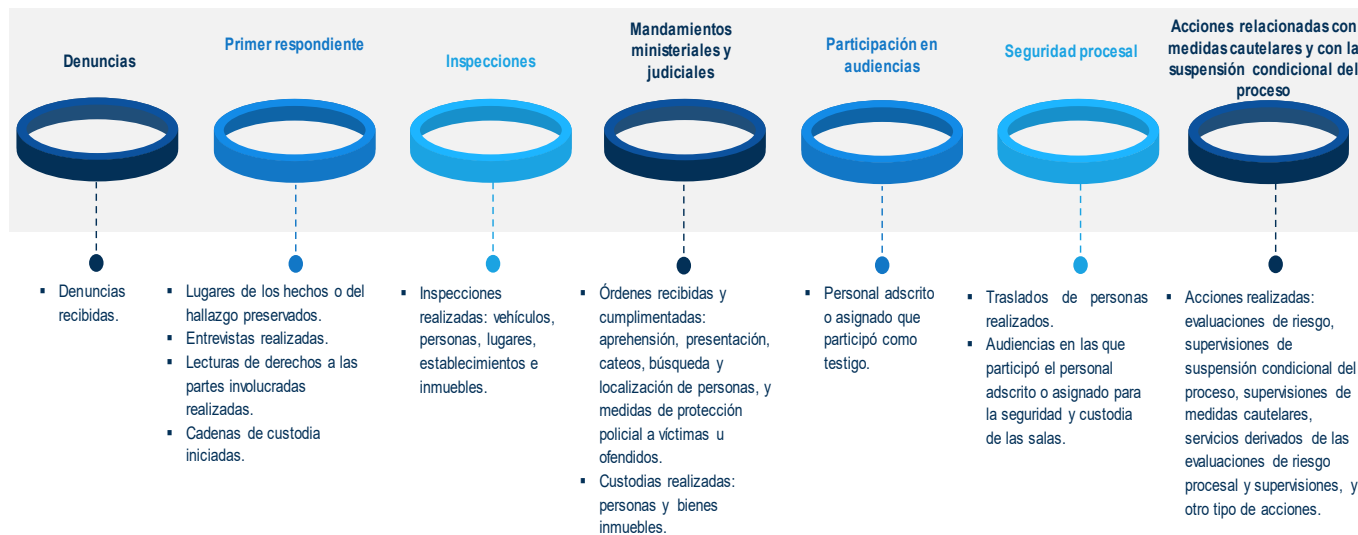 Denuncias
Primer respondiente
Inspecciones
Mandamientos
ministeriales y
judiciales
Participación en
audiencias
Seguridad procesal
Acciones relacionadas con
medidas cautelares y con la
suspensión condicional del
proceso
▪ Denuncias
recibidas.
▪ Lugares de los hechos o del
hallazgo preservados.
▪ Entrevistas realizadas.
▪ Lecturas de derechos a las
partes involucradas
realizadas.
▪ Cadenas de custodia
iniciadas.
▪ Inspecciones
realizadas: vehículos,
personas, lugares,
establecimientos e
inmuebles.
▪ Órdenes recibidas y
cumplimentadas:
aprehensión, presentación,
cateos, búsqueda y
localización de personas, y
medidas de protección
policial a víctimas u
ofendidos.
▪ Custodias realizadas:
personas y bienes
inmuebles.
▪ Personal adscrito
o asignado que
participó como
testigo.
▪ Traslados de personas
realizados.
▪ Audiencias en las que
participó el personal
adscrito o asignado para
la seguridad y custodia
de las salas.
▪ Acciones realizadas:
evaluaciones de riesgo,
supervisiones de
suspensión condicional del
proceso, supervisiones de
medidas cautelares,
servicios derivados de las
evaluaciones de riesgo
procesal y supervisiones, y
otro tipo de acciones.